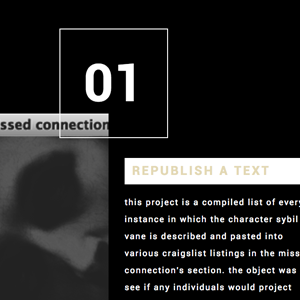 01
ssed connection
REPUBLISH A TEXT
this project is a compiled list of every
instance in which the character sybil
vane is described and pasted into
various craigslist listings in the miss
connection's section. the object was
see if any individuals would project